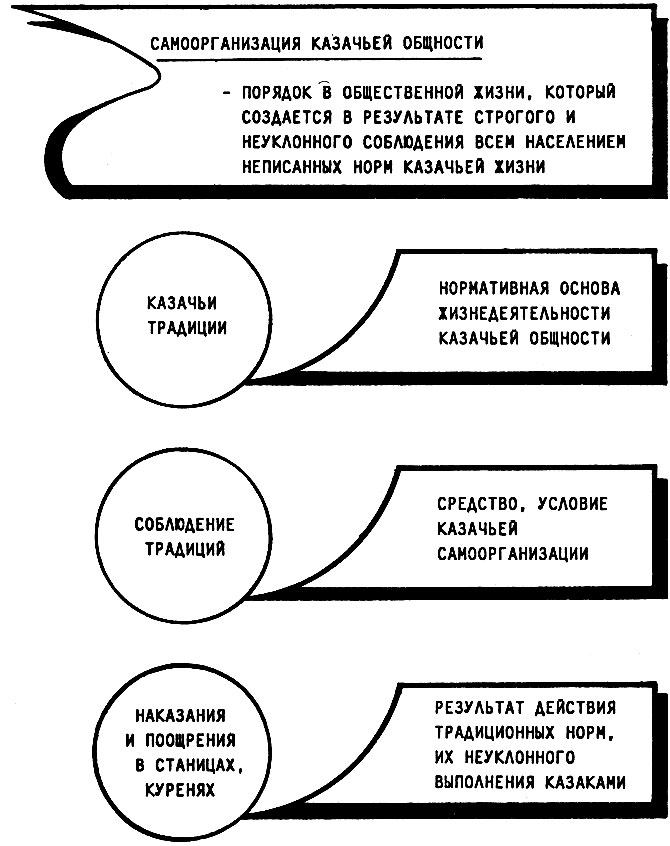 САМООРГАНИЗАЦИЯ КАЗАЧЬЕЙ ОБЩНОСТИ
- ПОРЯДОК В ОБЩЕСТВЕННОЙ ЖИЗНИ, КОТОРЫЙ
СОЗДАЕТСЯ В РЕЗУЛЬТАТЕ СТРОГОГО И
НЕУКЛОННОГО СОБЛЮДЕНИЯ ВСЕМ НАСЕЛЕНИЕМ
НЕПИСАННЫХ НОРМ КАЗАЧЬЕЙ ЖИЗНИ
КАЗАЧЬИ
ТРАДИЦИИ
НОРМАТИВНАЯ ОСНОВА
ЖИЗНЕДЕЯТЕЛЬНОСТИ
КАЗАЧЬЕЙ ОБЩНОСТИ
СОБЛЮДЕНИЕ
ТРАДИЦИЙ
СРЕДСТВО, УСЛОВИЕ
КАЗАЧЬЕЙ
САМООРГАНИЗАЦИИ
НАКАЗАНИЯ
И ПООЩРЕНИЯ
В СТАНИЦАХ,
КУРЕНЯХ
РЕЗУЛЬТАТ ДЕЙСТВИЯ
ТРАДИЦИОННЫХ НОРМ,
ИХ НЕУКЛОННОГО
ВЫПОЛНЕНИЯ КАЗАКАМИ